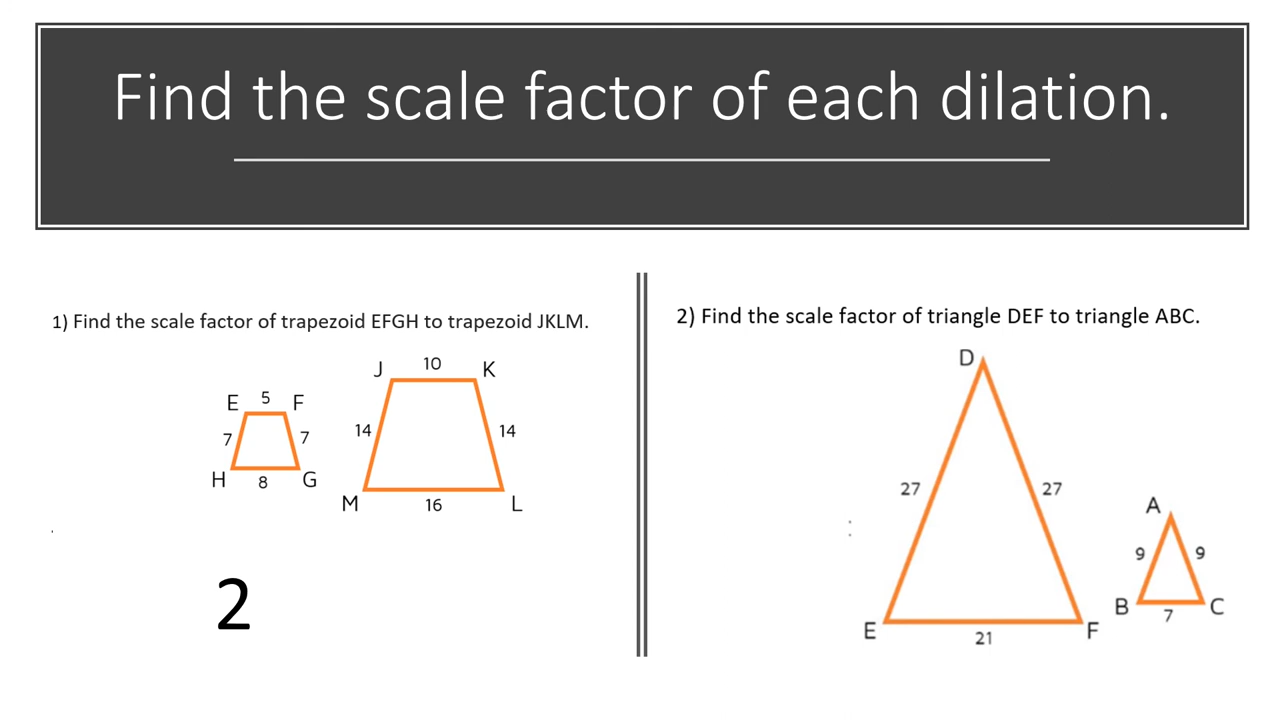 Find the scale factor of each dilation.
1) Find the scale factor of trapezoid EFGH to trapezoid JKLM.
J 10 K
E 5 F
7 7
14 14
H 8 G
M 16 L
2
2) Find the scale factor of triangle DEF to triangle ABC.
D
27 27
E 21 F
A
9 9
B 7 C